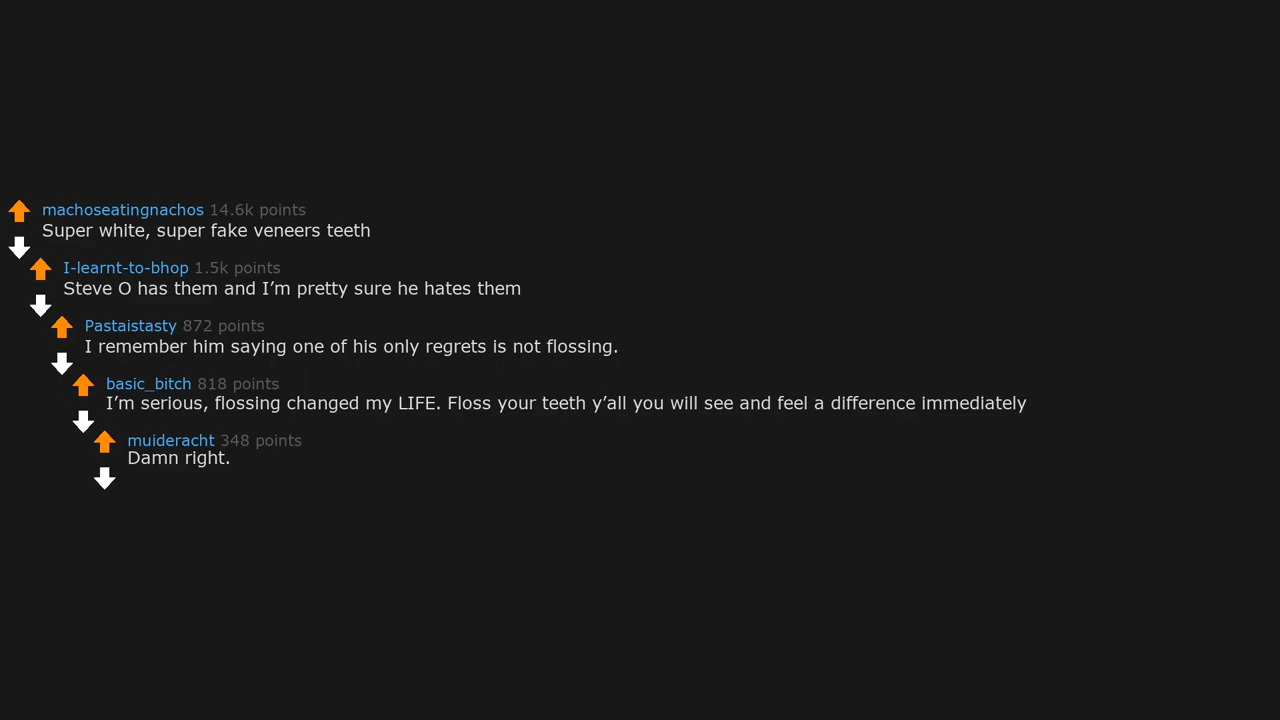 machoseatingnachos 14.6k points
Super white, super fake veneers teeth
I-learnt-to-bhop 1.5k points
Steve O has them and I’m pretty sure he hates them
Pastaistasty 872 points
I remember him saying one of his only regrets is not flossing.
basic_bitch 818 points
I’m serious, flossing changed my LIFE. Floss your teeth y’all you will see and feel a difference immediately
muideracht 348 points
Damn right.